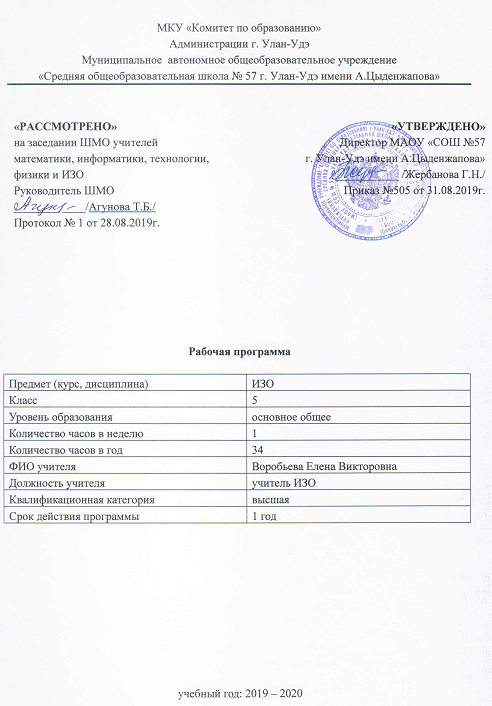 МКУ «Комитет по образованию»
Администрации г. Улан-Удэ
Муниципальное автономное общеобразовательное учреждение
«Средняя общеобразовательная школа № 57 г. Улан-Удэ имени А.Цыденжапова»
«РАССМОТРЕНО»
на заседании ШМО учителей
математики, информатики, технологии,
физики и ИЗО
Руководитель ШМО
/Агунова Т.Б./
Протокол № 1 от 28.08.2019г.
«УТВЕРЖДЕНО»
Директор МАОУ «СОШ №57
г. Улан-Удэ имени А.Цыденжапова»
/Жербанова Г.Н./
Приказ №505 от 31.08.2019г.
Рабочая программа
Предмет (курс, дисциплина) ИЗО
Класс 5
Уровень образования основное общее
Количество часов в неделю 1
Количество часов в год 34
ФИО учителя Воробьева Елена Викторовна
Должность учителя учитель ИЗО
Квалификационная категория высшая
Срок действия программы 1 год
учебный год: 2019 – 2020